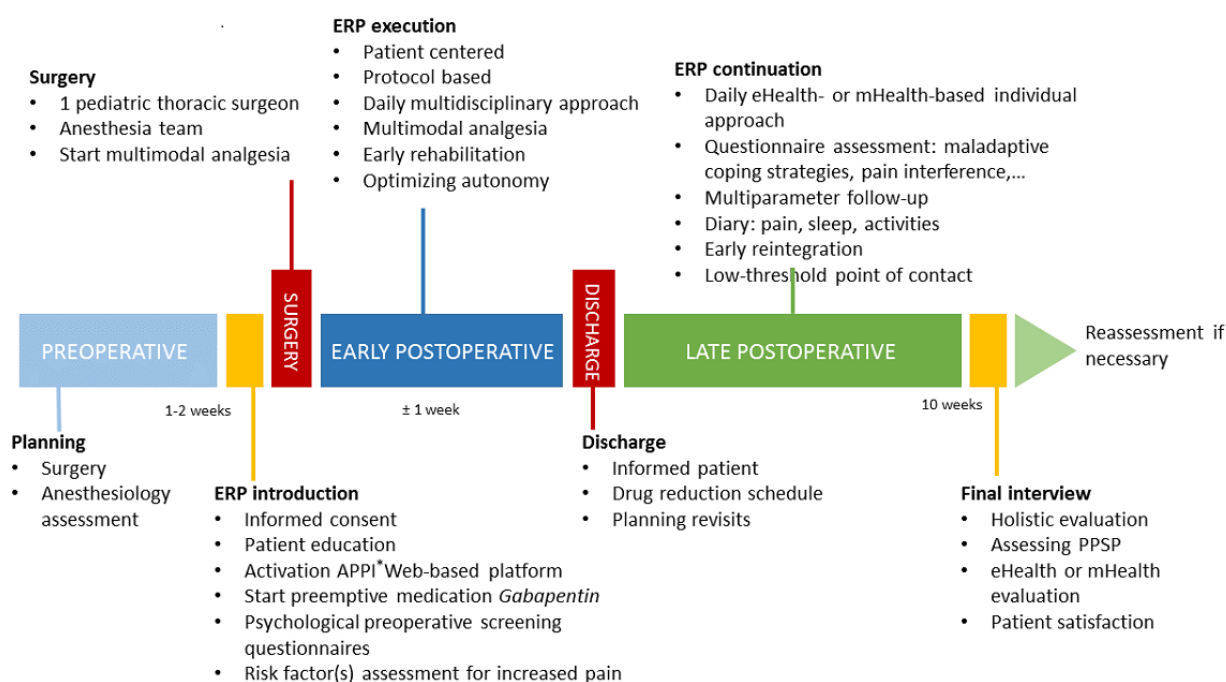 ERP execution
• Patient centered
• Protocol based
• Daily multidisciplinary approach
• Multimodal analgesia
• Early rehabilitation
• Optimizing autonomy
Surgery
• 1 pediatric thoracic surgeon
• Anesthesia team
• Start multimodal analgesia
ERP continuation
• Daily eHealth- or mHealth-based individual
approach
• Questionnaire assessment: maladaptive
coping strategies, pain interference,...
• Multiparameter follow-up
• Diary: pain, sleep, activities
• Early reintegration
• Low-threshold point of contact
PREOPERATIVE
SURGERY
EARLY POSTOPERATIVE
DISCHARGE
LATE POSTOPERATIVE
Reassessment if
necessary
1-2 weeks
± 1 week
10 weeks
Planning
• Surgery
• Anesthesiology
assessment
ERP introduction
• Informed consent
• Patient education
• Activation APPI*Web-based platform
• Start preemptive medication Gabapentin
• Psychological preoperative screening
questionnaires
• Risk factor(s) assessment for increased pain
Discharge
• Informed patient
• Drug reduction schedule
• Planning revisits
Final interview
• Holistic evaluation
• Assessing PPSP
• eHealth or mHealth
evaluation
• Patient satisfaction